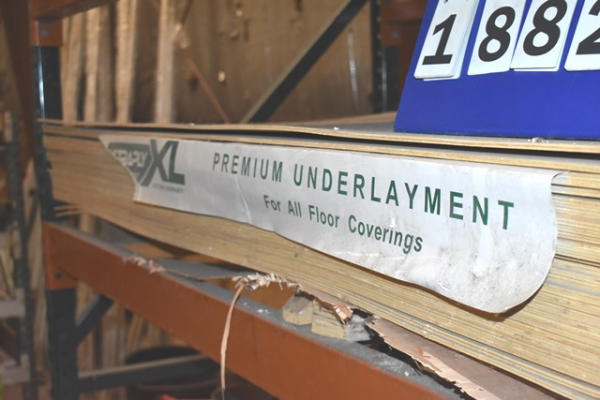 1882
XL
PREMIUM UNDERLAYMENT
For All Floor Coverings